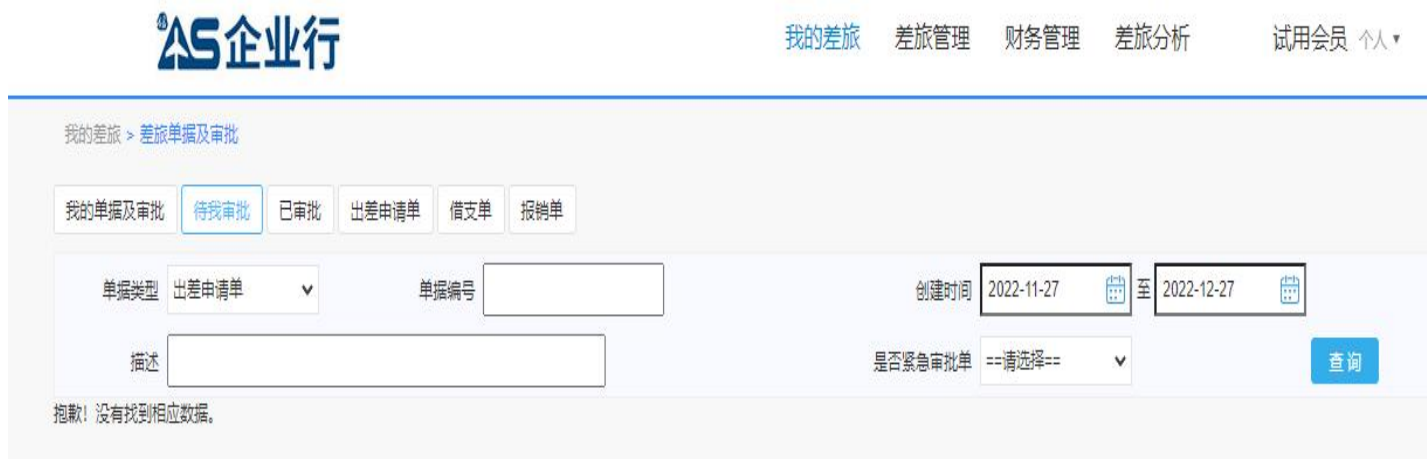 AS企业行 我的差旅 差旅管理 财务管理 差旅分析 试用会员 个人▼
我的差旅 > 差旅单据及审批
我的单据及审批 待我审批 已审批 出差申请单 借支单 报销单
单据类型 出差申请单 单据编号 创建时间 2022-11-27 至 2022-12-27
描述 是否紧急审批单 ==请选择== 查询
抱歉！没有找到相应数据。